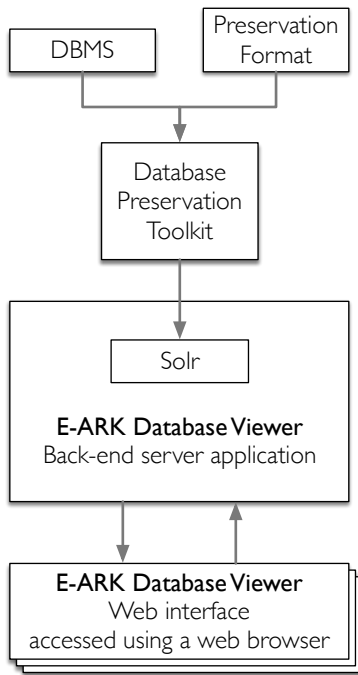 DBMS
Preservation
Format
Database
Preservation
Toolkit
Solr
E-ARK Database Viewer
Back-end server application
E-ARK Database Viewer
Web interface
accessed using a web browser